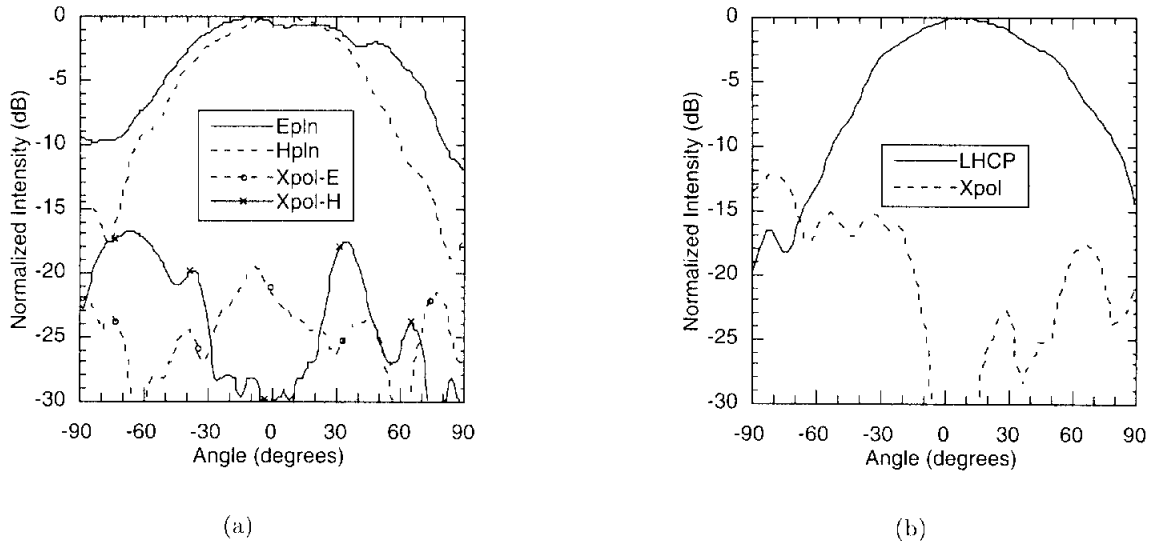 0
-5
-10
-15
-20
-25
-30
Normalized Intensity (dB)
Epln
Hpln
Xpol-E
Xpol-H
-90 -60 -30 0 30 60 90
Angle (degrees)
(a)
0
-5
-10
-15
-20
-25
-30
Normalized Intensity (dB)
LHCP
Xpol
-90 -60 -30 0 30 60 90
Angle (degrees)
(b)